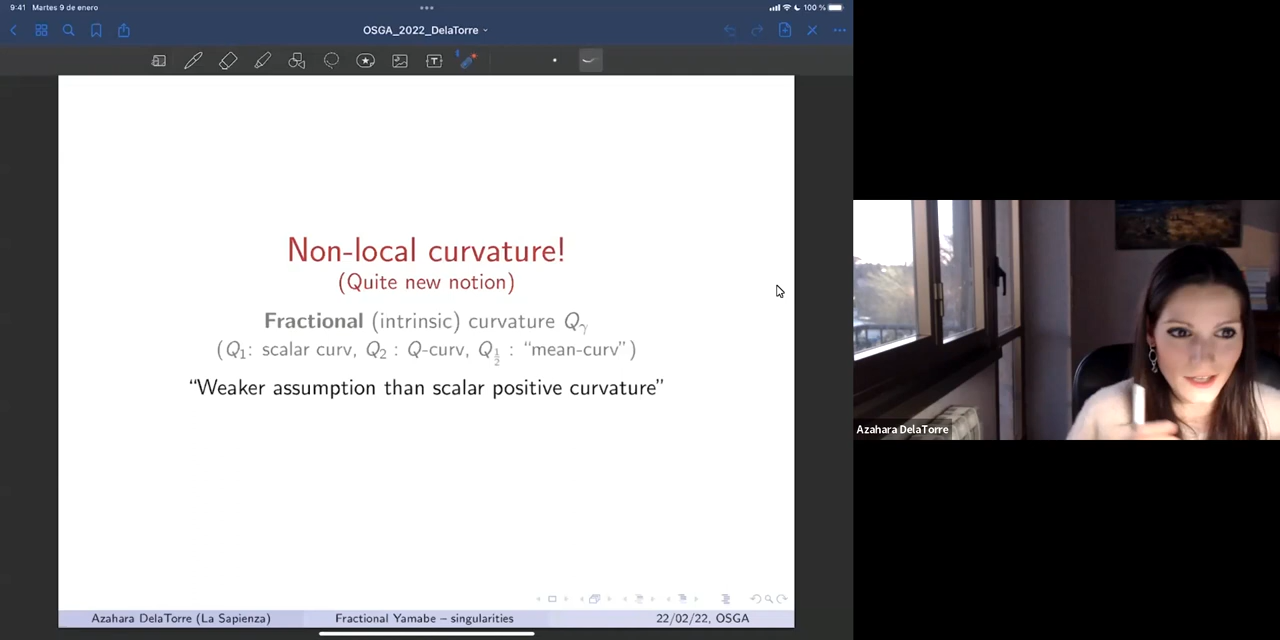 9:41 Martes 9 de enero
100 %
OSGA_2022_DelaTorre
Non-local curvature!
(Quite new notion)
Fractional (intrinsic) curvature Qγ
(Q1: scalar curv, Q2 : Q-curv, Q1/2 : “mean-curv”)
“Weaker assumption than scalar positive curvature”
Azahara DelaTorre (La Sapienza)
Fractional Yamabe – singularities
22/02/22, OSGA
Azahara DelaTorre